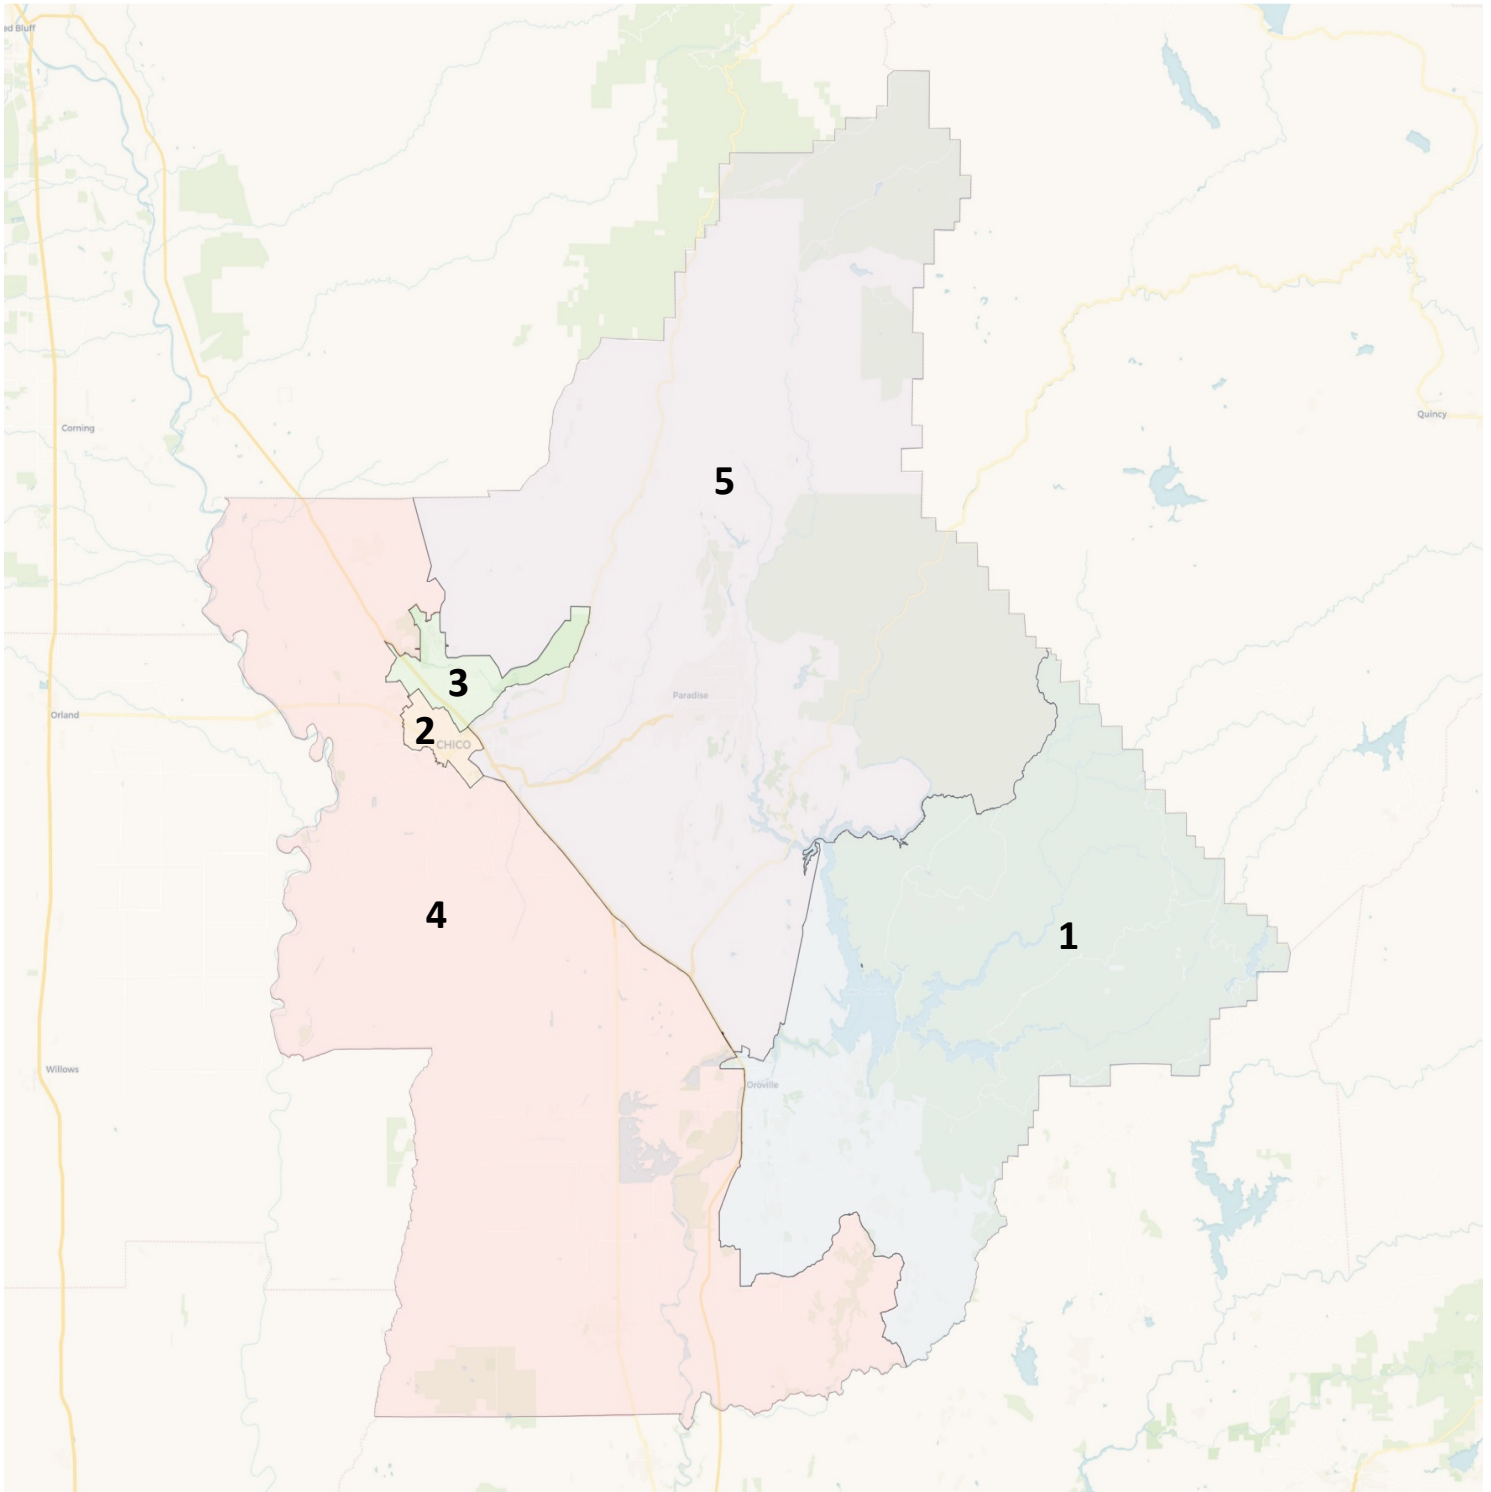 ed Bluff
Corning
Quincy
5
3
Paradise
Orland
2
CHICO
4
1
Willows
Oroville